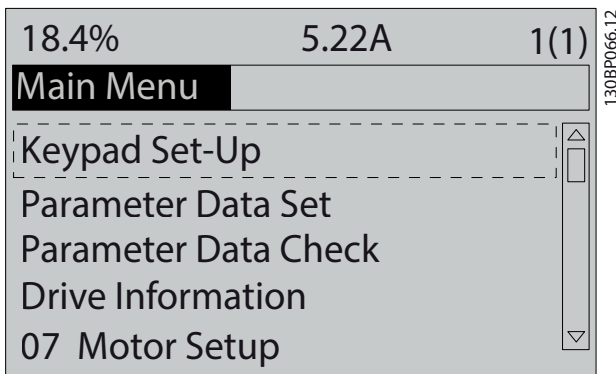 18.4% 5.22A 1(1)
Main Menu
Keypad Set-Up
Parameter Data Set
Parameter Data Check
Drive Information
07 Motor Setup
130BP066.12